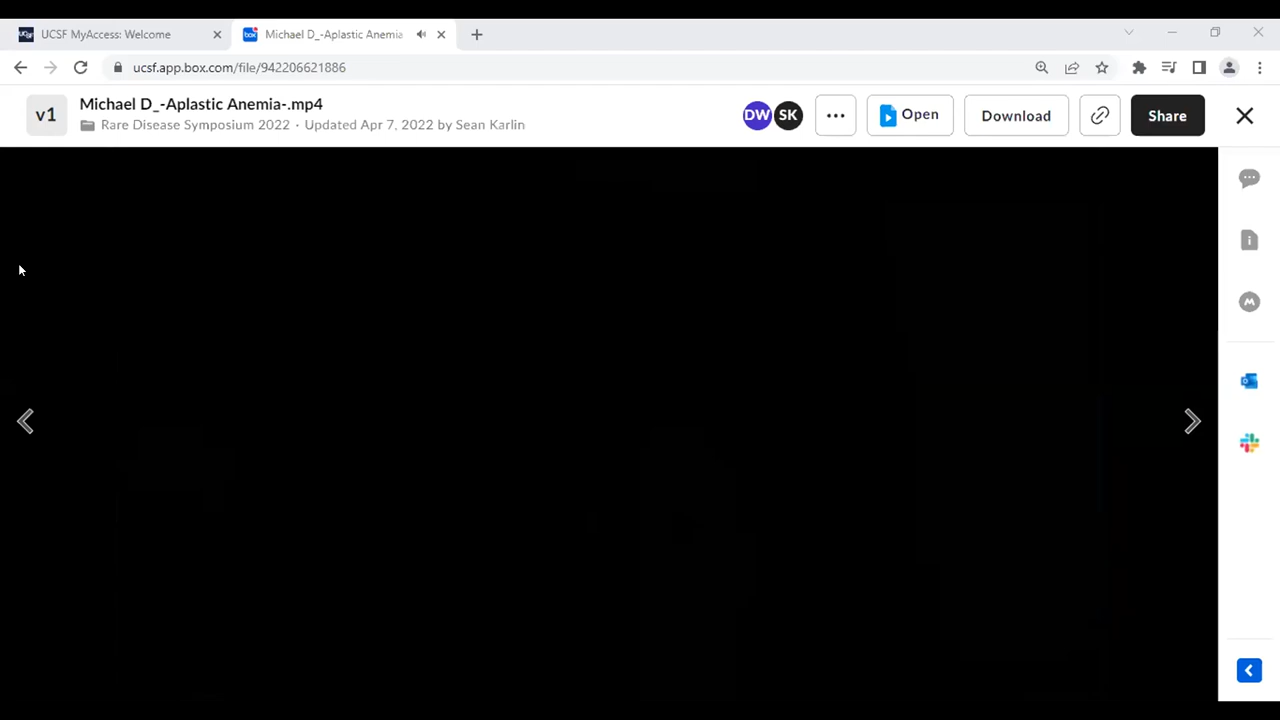 UCSF MyAccess: Welcome
Michael D_-Aplastic Anemia
ucsf.app.box.com/file/942206621886
v1
Michael D_-Aplastic Anemia-.mp4
Rare Disease Symposium 2022 · Updated Apr 7, 2022 by Sean Karlin
DW SK
Open
Download
Share